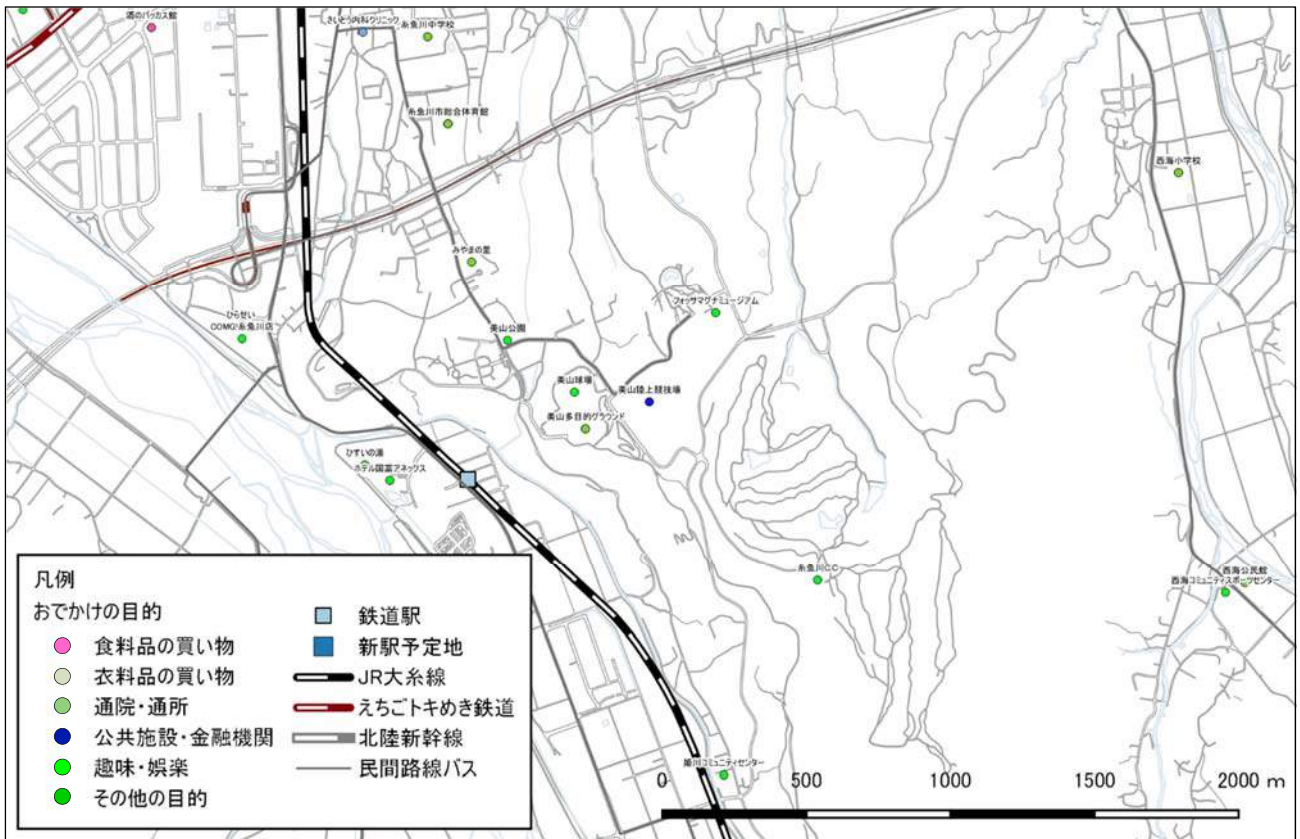 酒のバッカス館
さいとう内科クリニック
糸魚川中学校
糸魚川市総合体育館
西海小学校
みやまの里
フォッサマグナミュージアム
ひらせい
美山公園
美山球場
美山陸上競技場
美山多目的グラウンド
ひすいの湯
ホテル国富アネックス
糸魚川CC
西海公民館
西海コミュニティスポーツセンター
姫川コミュニティセンター
0 500 1000 1500 2000 m
凡例
おでかけの目的
食料品の買い物
衣料品の買い物
通院・通所
公共施設・金融機関
趣味・娯楽
その他の目的
鉄道駅
新駅予定地
JR大糸線
えちごトキめき鉄道
北陸新幹線
民間路線バス